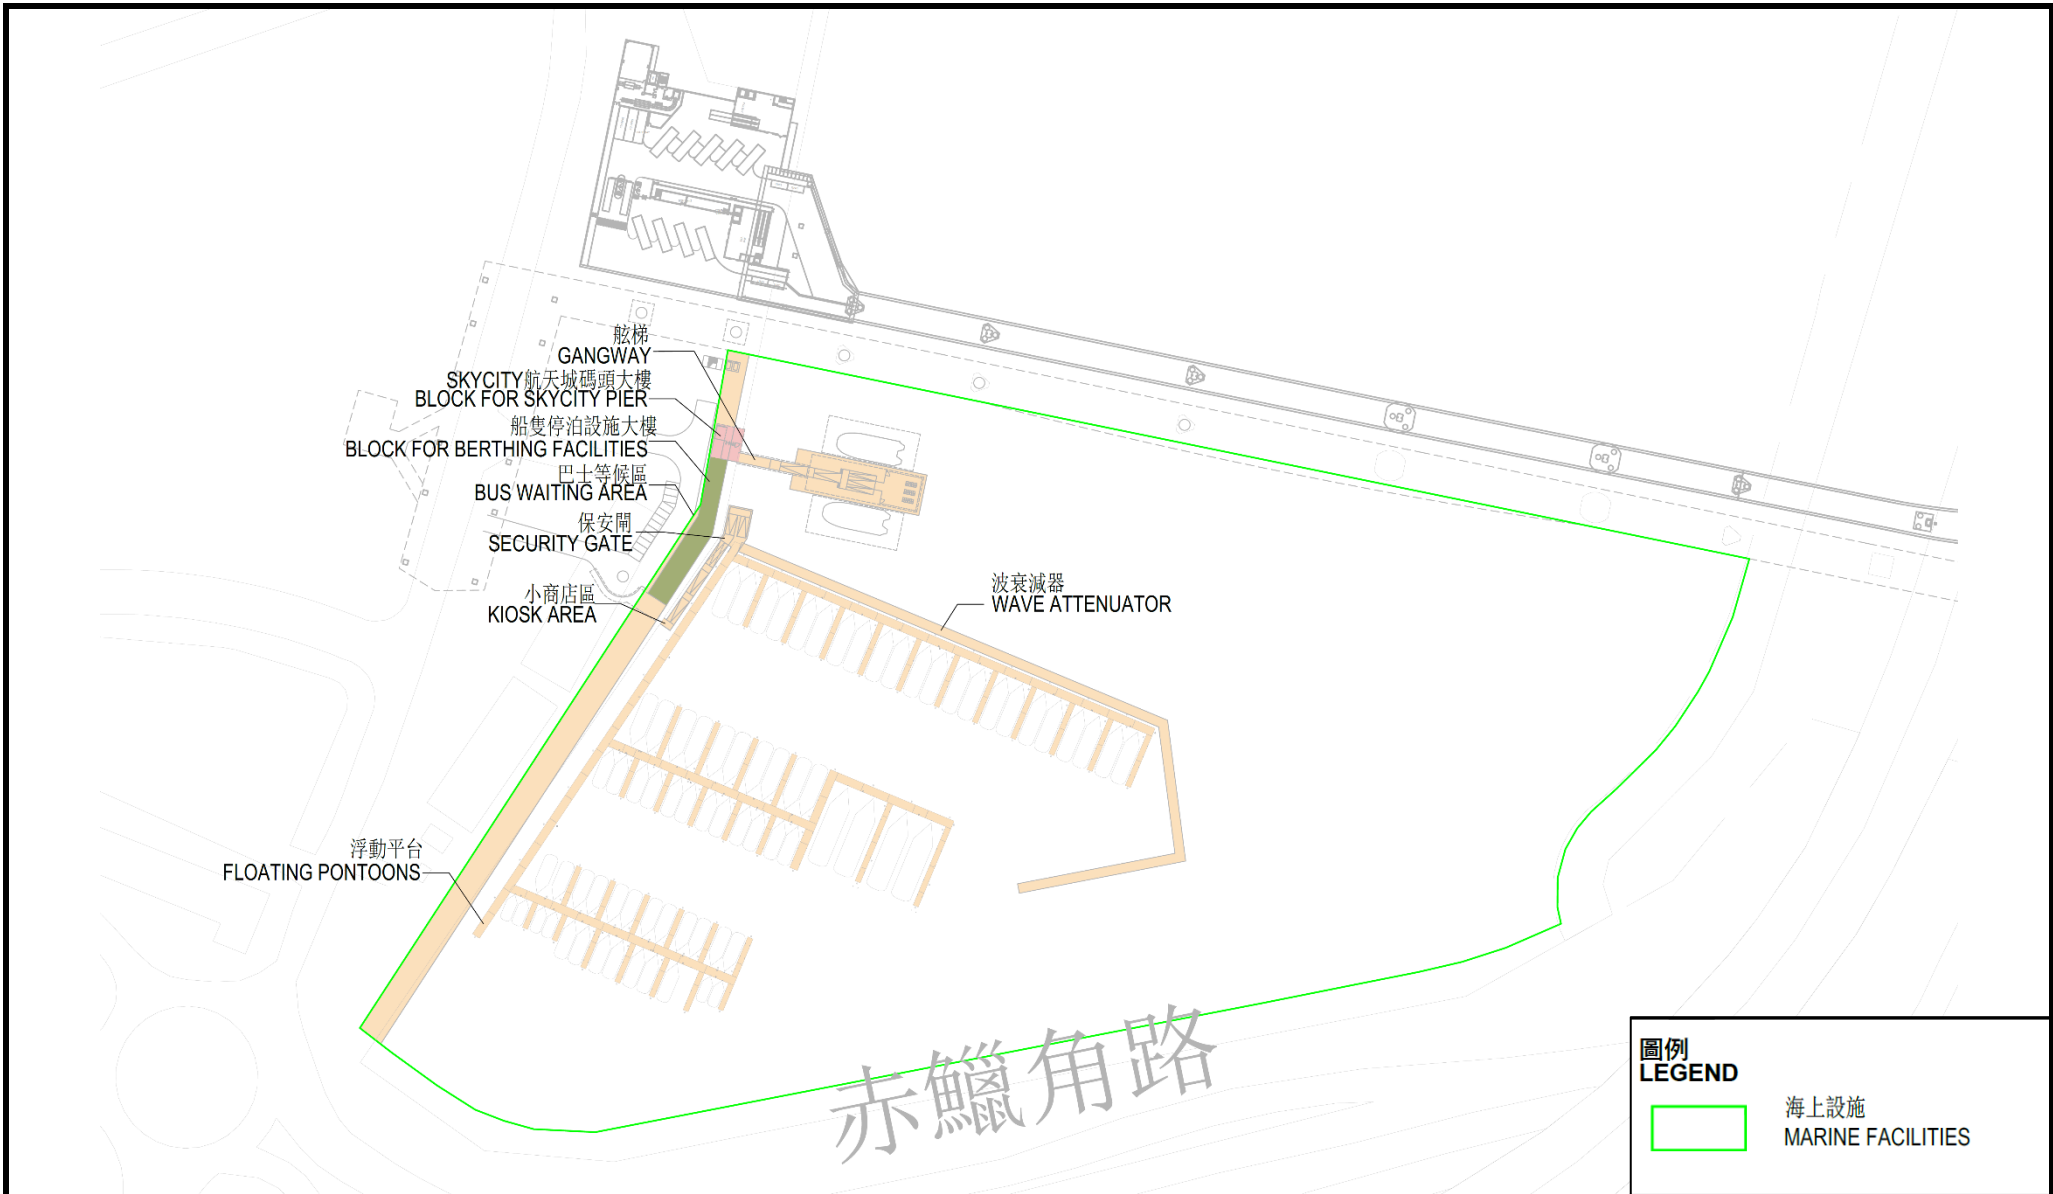 舷梯
GANGWAY
SKYCITY航天城碼頭大樓
BLOCK FOR SKYCITY PIER
船隻停泊設施大樓
BLOCK FOR BERTHING FACILITIES
巴士等候區
BUS WAITING AREA
保安閘
SECURITY GATE
小商店區
KIOSK AREA
波衰減器
WAVE ATTENUATOR
浮動平台
FLOATING PONTOONS
赤鱲角路
圖例
LEGEND
海上設施
MARINE FACILITIES